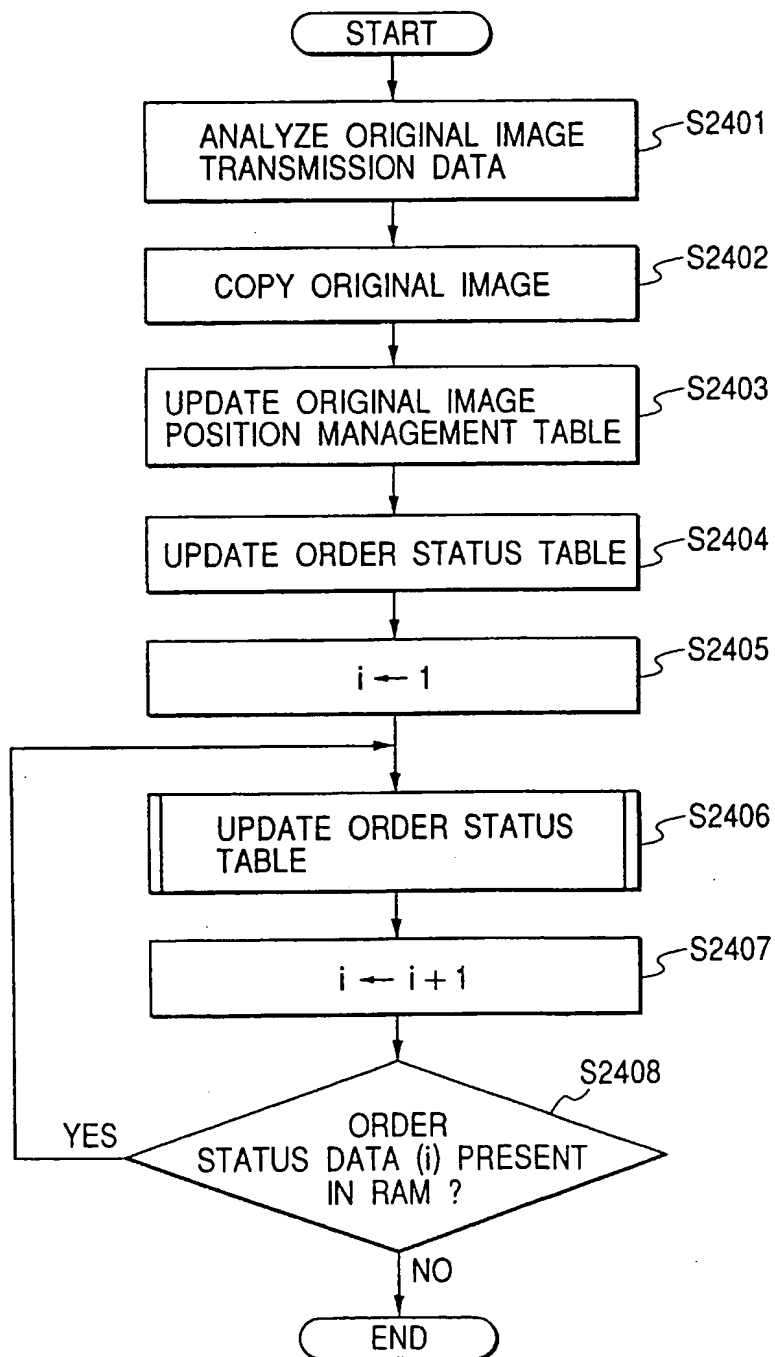 START
ANALYZE ORIGINAL IMAGE
TRANSMISSION DATA
S2401
COPY ORIGINAL IMAGE
S2402
UPDATE ORIGINAL IMAGE
POSITION MANAGEMENT TABLE
S2403
UPDATE ORDER STATUS TABLE
S2404
i ← 1
S2405
UPDATE ORDER STATUS
TABLE
S2406
i ← i + 1
S2407
S2408
YES
ORDER
STATUS DATA (i) PRESENT
IN RAM ?
NO
END